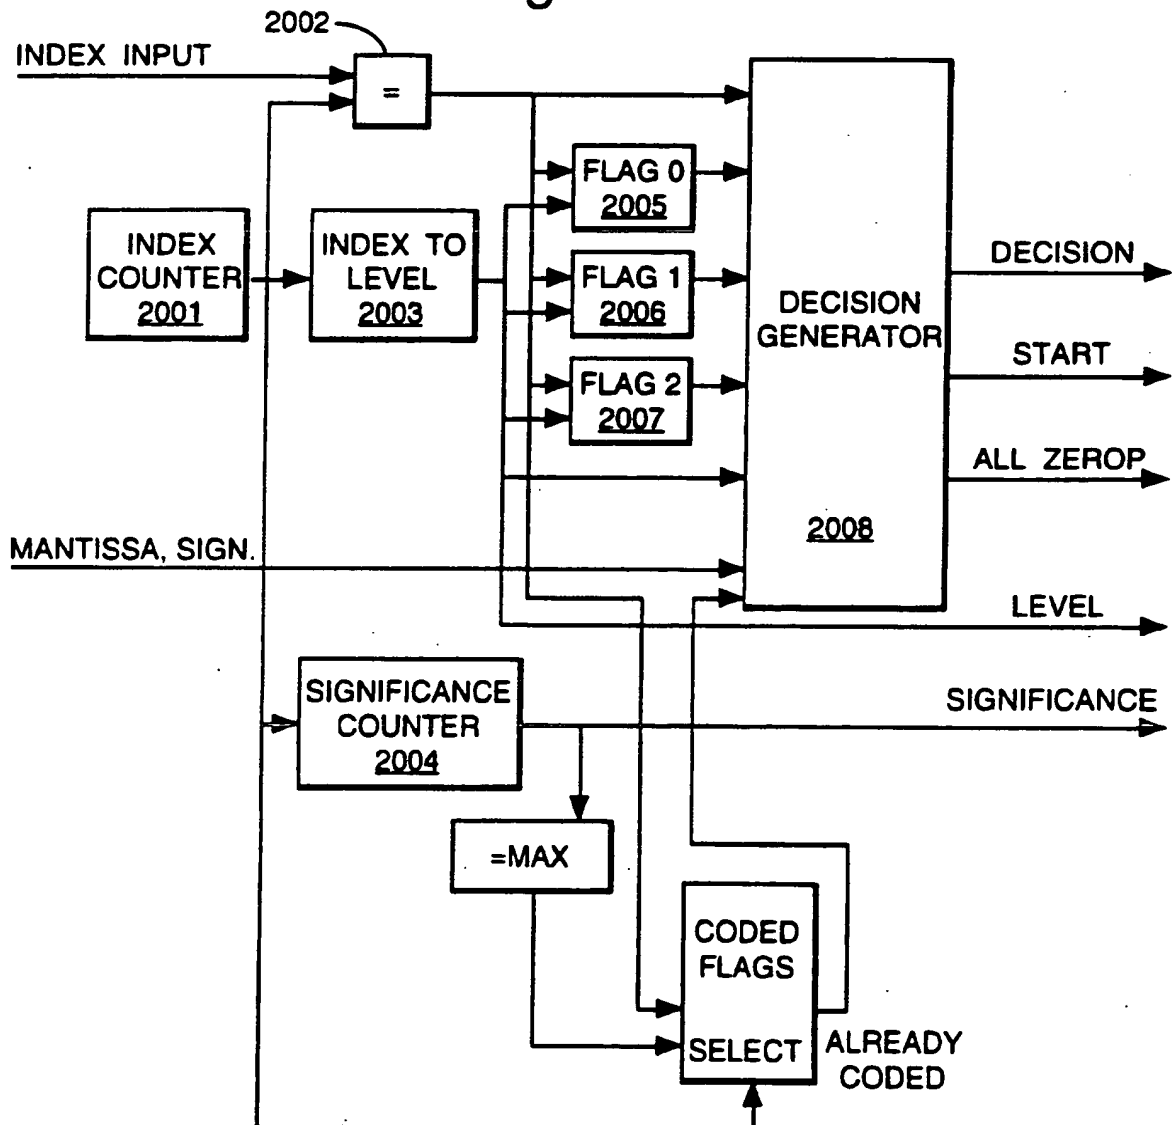 g
2002
INDEX INPUT
=
FLAG 0
2005
INDEX
COUNTER
2001
INDEX TO
LEVEL
2003
FLAG 1
2006
FLAG 2
2007
DECISION
GENERATOR
2008
DECISION
START
ALL ZEROP
MANTISSA, SIGN.
LEVEL
SIGNIFICANCE
COUNTER
2004
SIGNIFICANCE
=MAX
CODED
FLAGS
SELECT
ALREADY
CODED